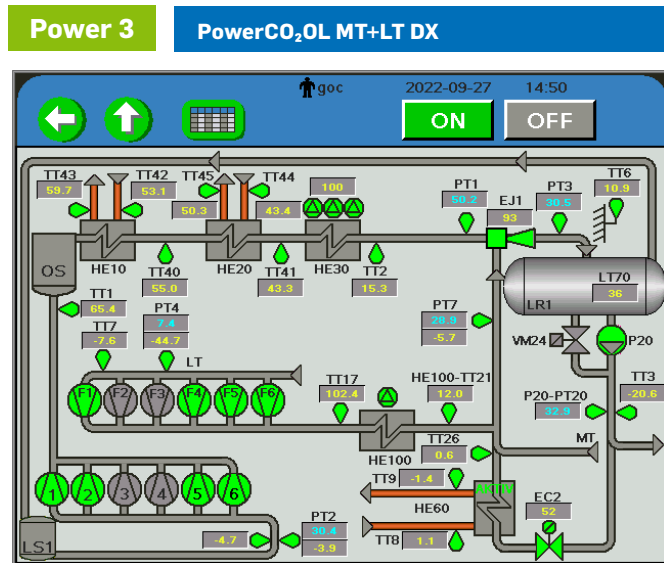 Power 3 PowerCO₂OL MT+LT DX
goc 2022-09-27 14:50
ON OFF
TT43 TT42 TT45 TT44 PT1 EJ1 PT3 TT6
59.7 53.1 50.3 43.4 100 50.2 93 30.5 10.9
OS HE10 HE20 HE30 LT70
TT40 TT41 TT2 LR1 36
55.0 43.3 15.3
TT1 PT4 PT7
65.4 7.4 28.9
TT7 -44.7 -5.7 VM24 P20
-7.6
LT TT17 HE100-TT21 TT3
F1 F2 F3 F4 F5 F6 102.4 12.0 P20-PT20 -20.6
32.9
HE100 TT26 MT
0.6
TT9 -1.4 AKTIV EC2
1 2 3 4 5 6 HE60 52
LS1 -4.7 PT2 TT8 1.1
30.4
-3.9